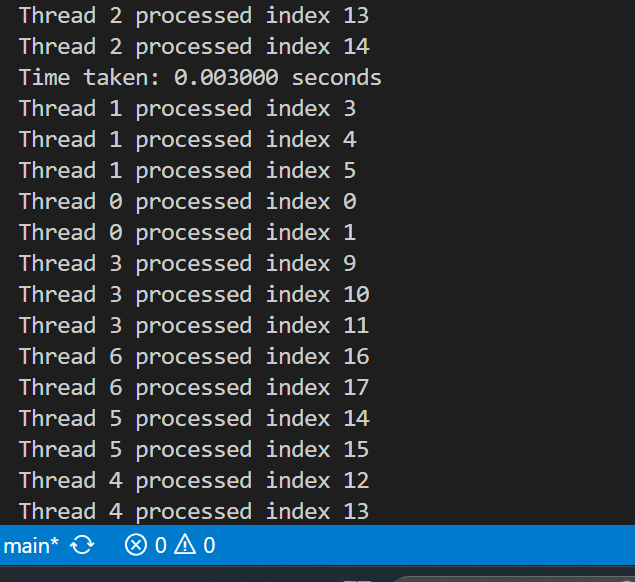 Thread 2 processed index 13
Thread 2 processed index 14
Time taken: 0.003000 seconds
Thread 1 processed index 3
Thread 1 processed index 4
Thread 1 processed index 5
Thread 0 processed index 0
Thread 0 processed index 1
Thread 3 processed index 9
Thread 3 processed index 10
Thread 3 processed index 11
Thread 6 processed index 16
Thread 6 processed index 17
Thread 5 processed index 14
Thread 5 processed index 15
Thread 4 processed index 12
Thread 4 processed index 13
main* 0 0